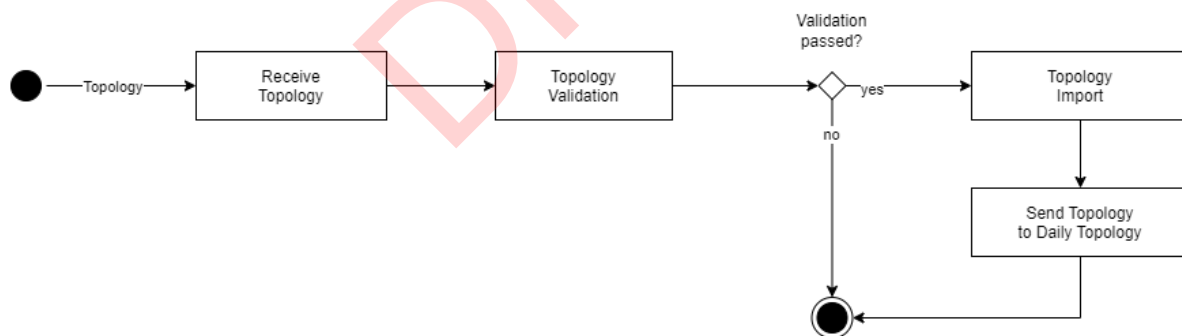 Validation
passed?
Topology
Receive
Topology
Topology
Validation
yes
Topology
Import
no
Send Topology
to Daily Topology